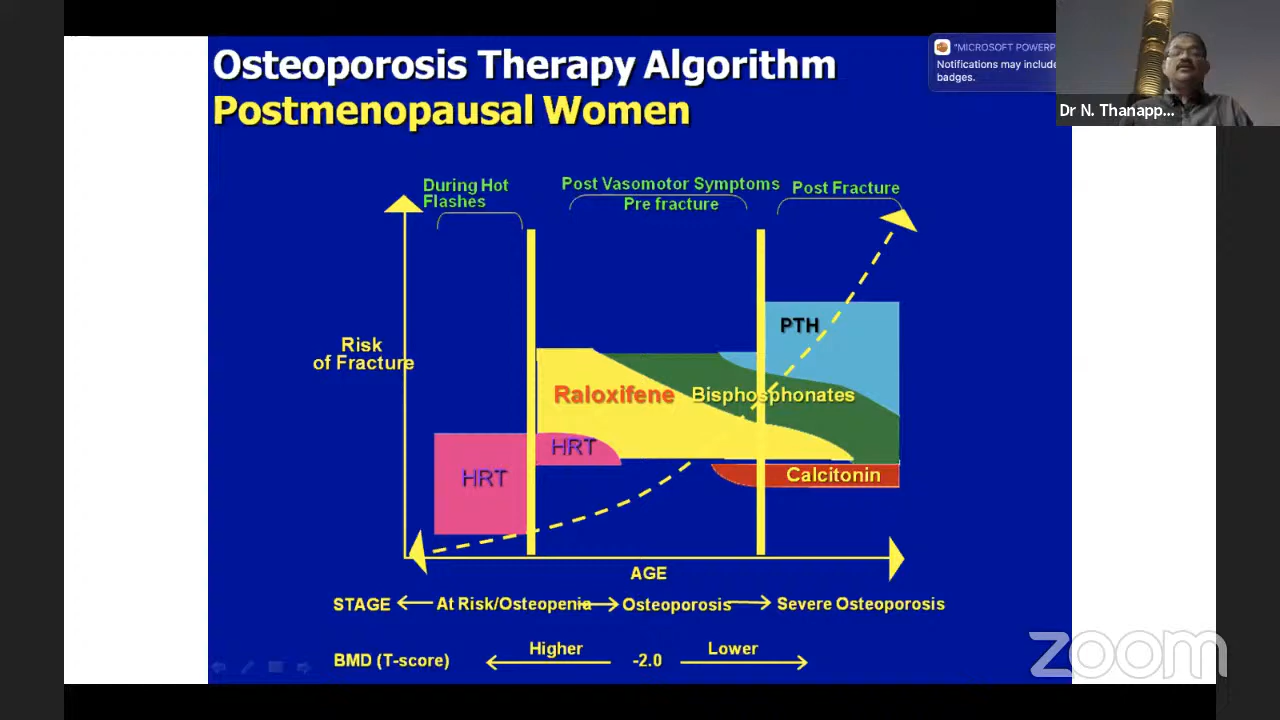 Osteoporosis Therapy Algorithm
Postmenopausal Women
"MICROSOFT POWERP
Notifications may include
badges.
Dr N. Thanapp...
During Hot
Flashes
Post Vasomotor Symptoms
Pre fracture
Post Fracture
Risk
of Fracture
PTH
Raloxifene
Bisphosphonates
HRT
HRT
Calcitonin
AGE
STAGE
At Risk/Osteopenia
Osteoporosis
Severe Osteoporosis
BMD (T-score)
Higher
-2.0
Lower
zoom